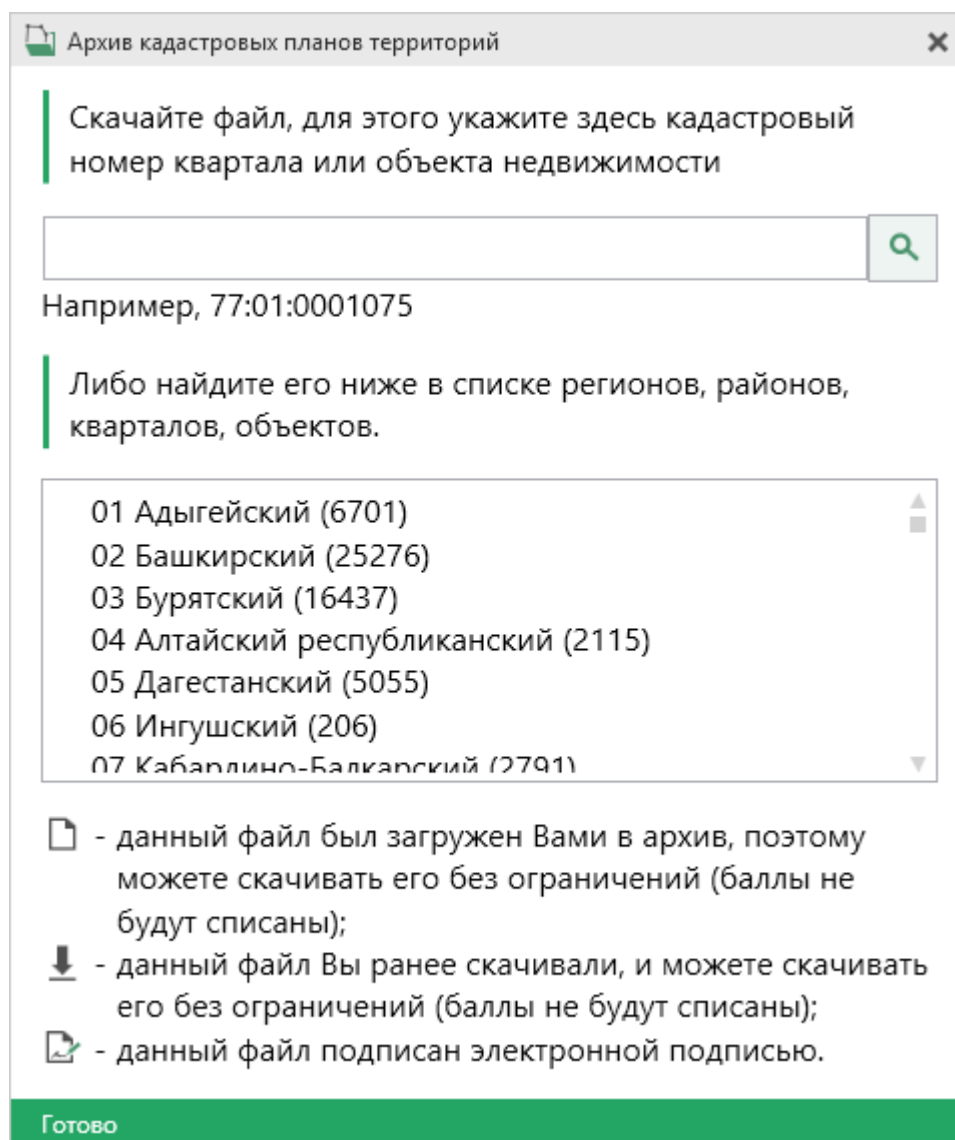 Архив кадастровых планов территорий
Скачайте файл, для этого укажите здесь кадастровый
номер квартала или объекта недвижимости
Например, 77:01:0001075
Либо найдите его ниже в списке регионов, районов,
кварталов, объектов.
01 Адыгейский (6701)
02 Башкирский (25276)
03 Бурятский (16437)
04 Алтайский республиканский (2115)
05 Дагестанский (5055)
06 Ингушский (206)
07 Кабардино-Балкарский (2791)
- данный файл был загружен Вами в архив, поэтому
можете скачивать его без ограничений (баллы не
будут списаны);
- данный файл Вы ранее скачивали, и можете скачивать
его без ограничений (баллы не будут списаны);
- данный файл подписан электронной подписью.
Готово